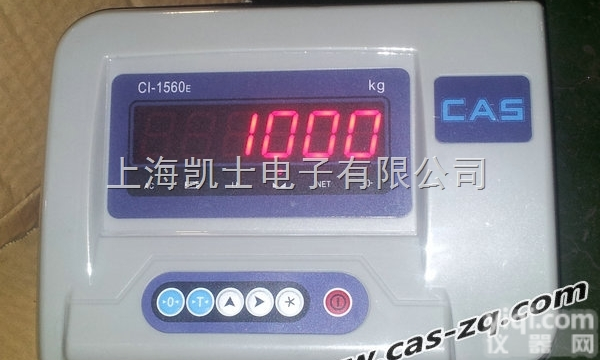 CI-1560E
kg
CAS
1000
上海凯士电子有限公司
NET
→0←
→T←
www.cas-zq.com
仪器网